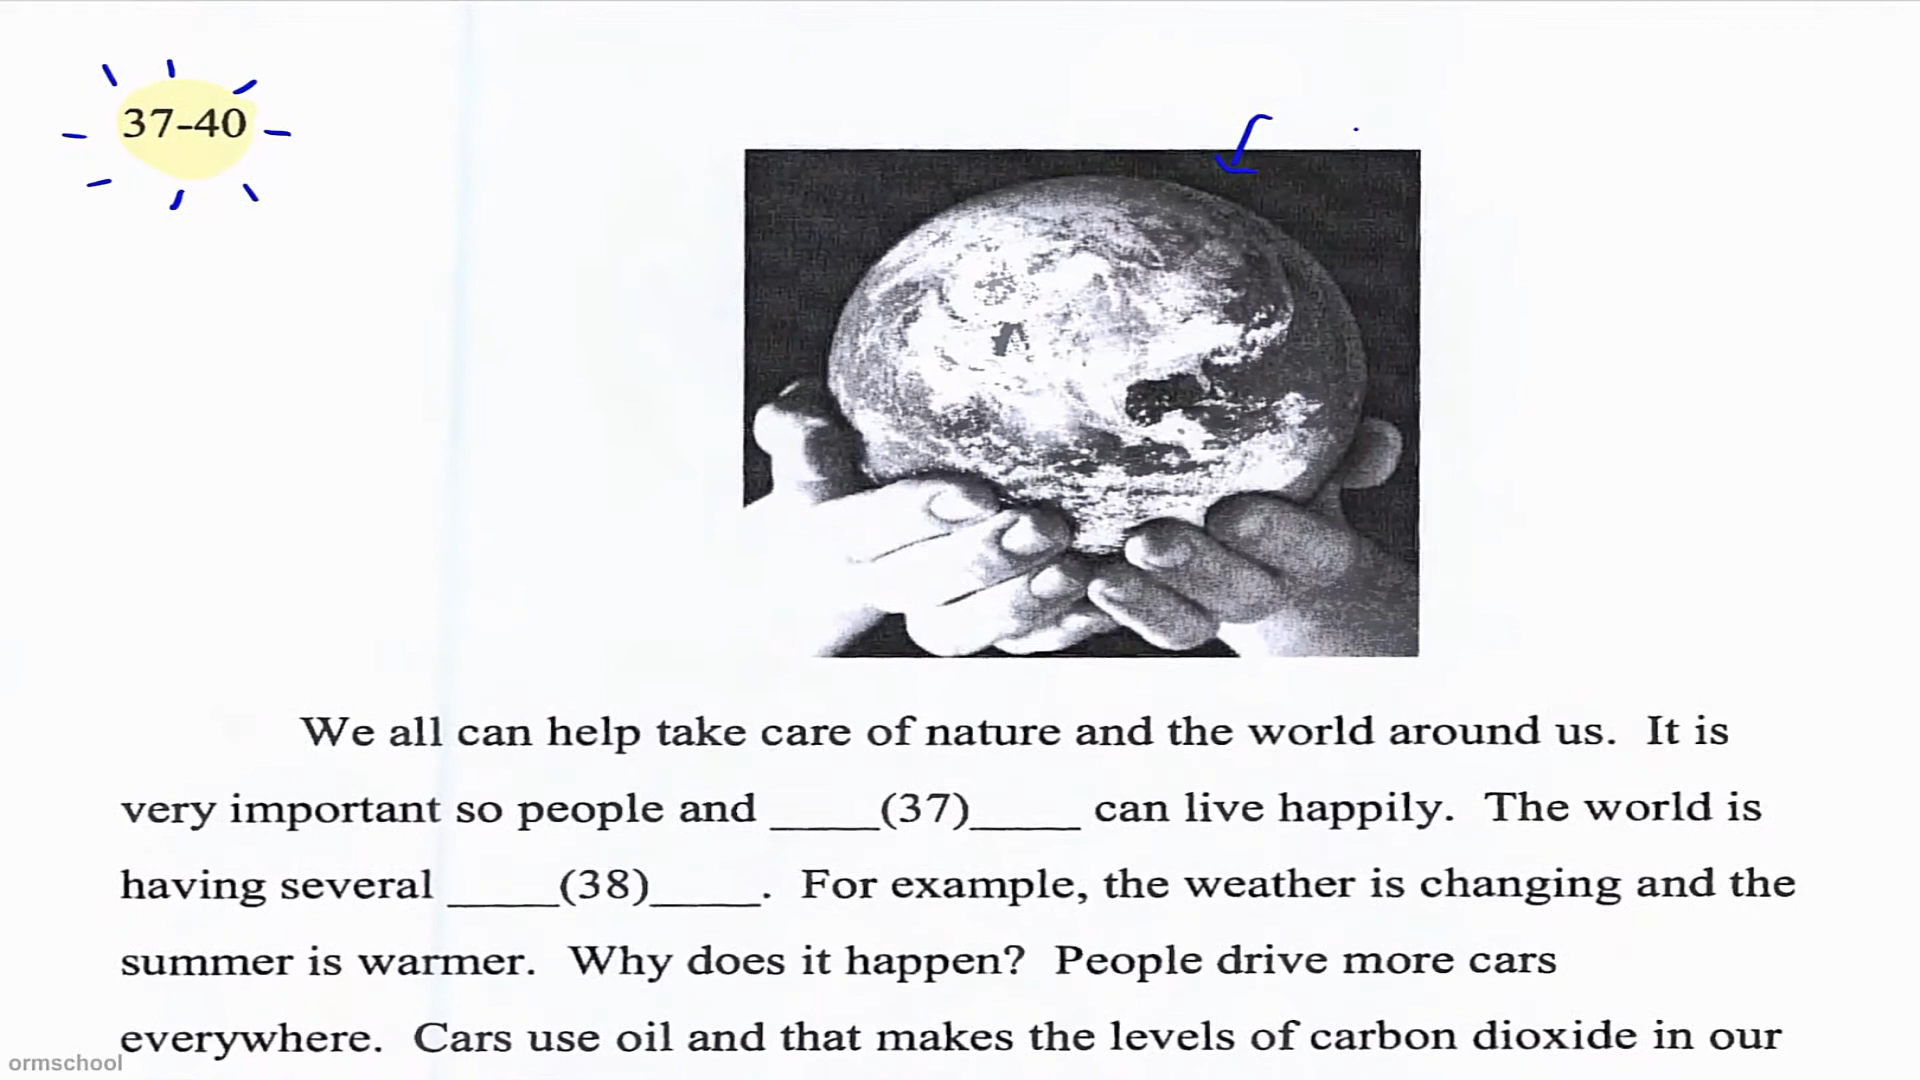 37-40
We all can help take care of nature and the world around us. It is
very important so people and _____(37)_____ can live happily. The world is
having several _____(38)_____. For example, the weather is changing and the
summer is warmer. Why does it happen? People drive more cars
everywhere. Cars use oil and that makes the levels of carbon dioxide in our
ormschool